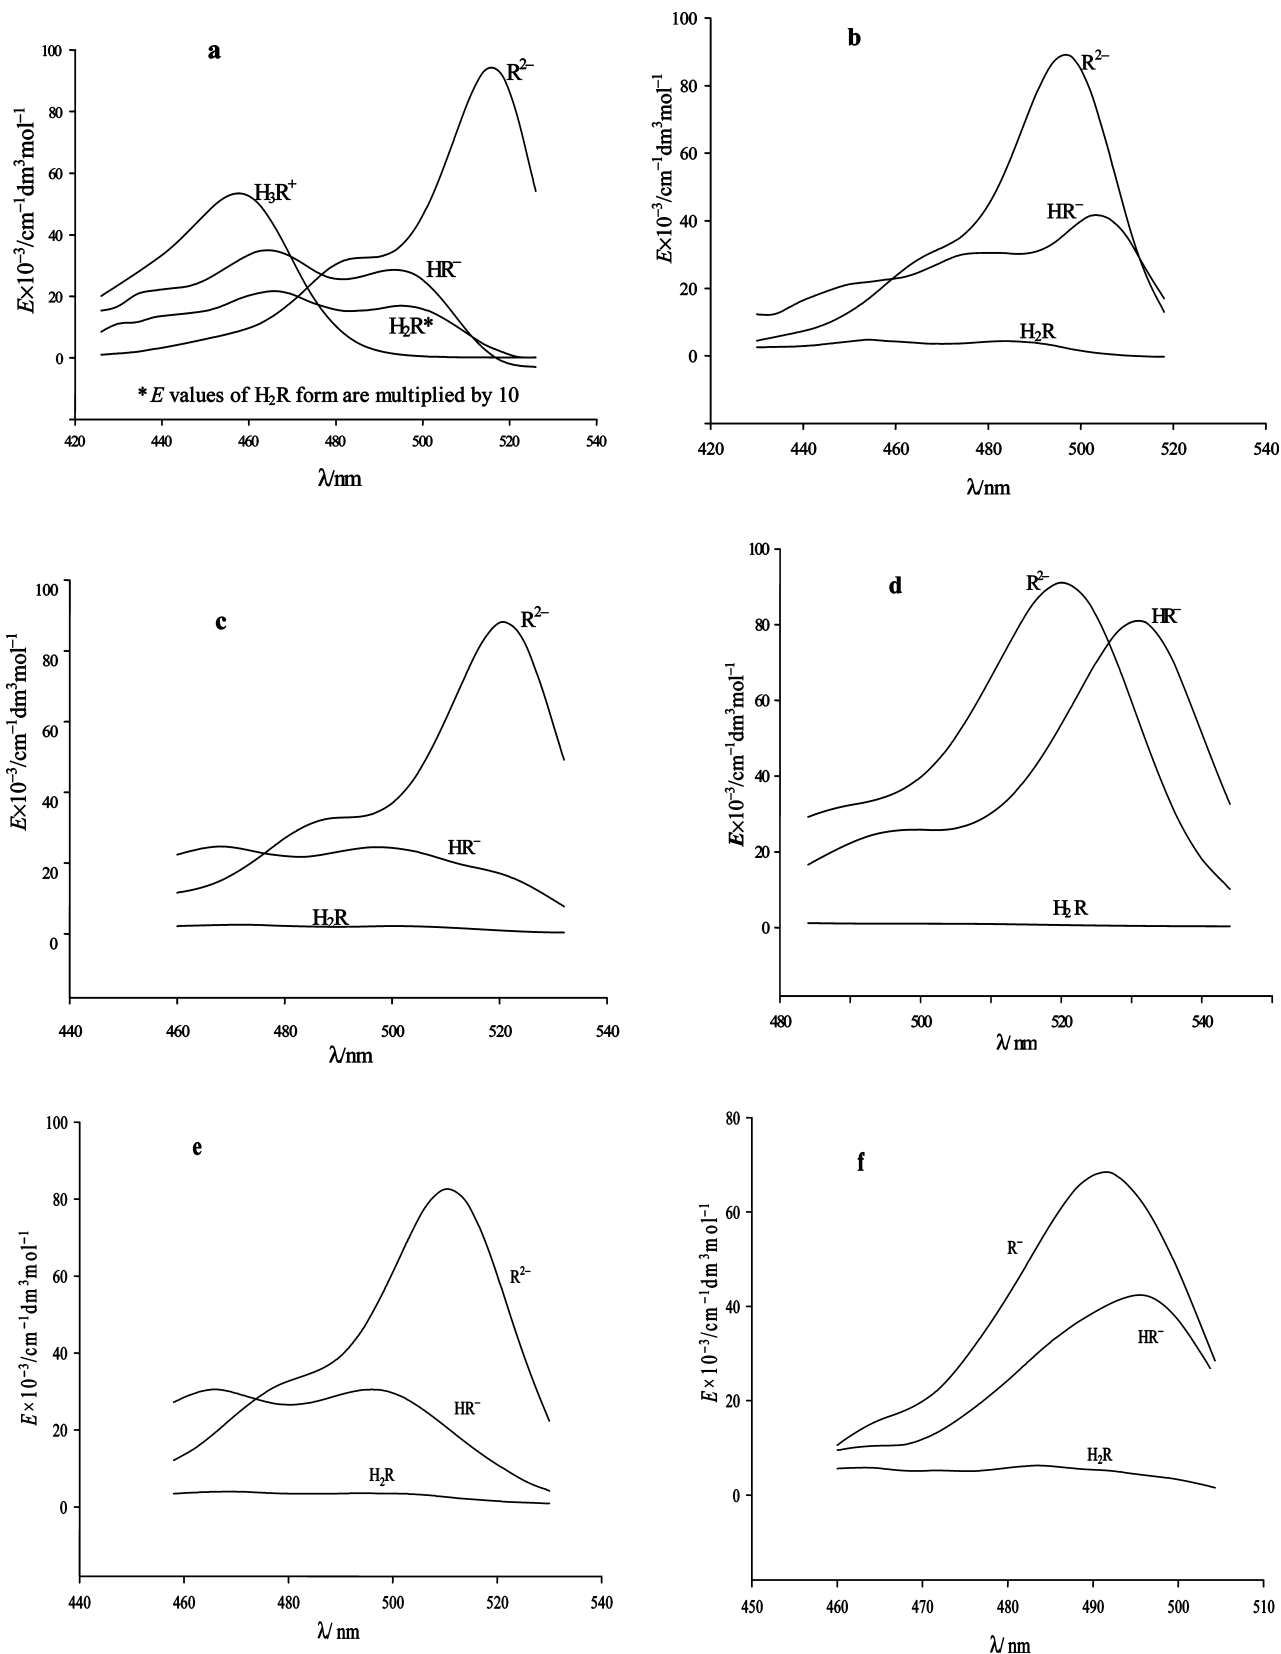 a
100
80
60
40
20
0
E×10⁻³/cm⁻¹dm³mol⁻¹
R²⁻
H₃R⁺
HR⁻
H₂R*
* E values of H₂R form are multiplied by 10
420 440 460 480 500 520 540
λ/nm
b
100
80
60
40
20
0
E×10⁻³/cm⁻¹dm³mol⁻¹
R²⁻
HR⁻
H₂R
420 440 460 480 500 520 540
λ/nm
c
100
80
60
40
20
0
E×10⁻³/cm⁻¹dm³mol⁻¹
R²⁻
HR⁻
H₂R
440 460 480 500 520 540
λ/nm
d
100
80
60
40
20
0
E×10⁻³/cm⁻¹dm³mol⁻¹
R²⁻
HR⁻
H₂R
480 500 520 540
λ/ nm
e
100
80
60
40
20
0
E×10⁻³/cm⁻¹dm³mol⁻¹
R²⁻
HR⁻
H₂R
440 460 480 500 520 540
λ/ nm
f
80
60
40
20
0
E×10⁻³/cm⁻¹dm³mol⁻¹
R⁻
HR⁻
H₂R
450 460 470 480 490 500 510
λ/ nm